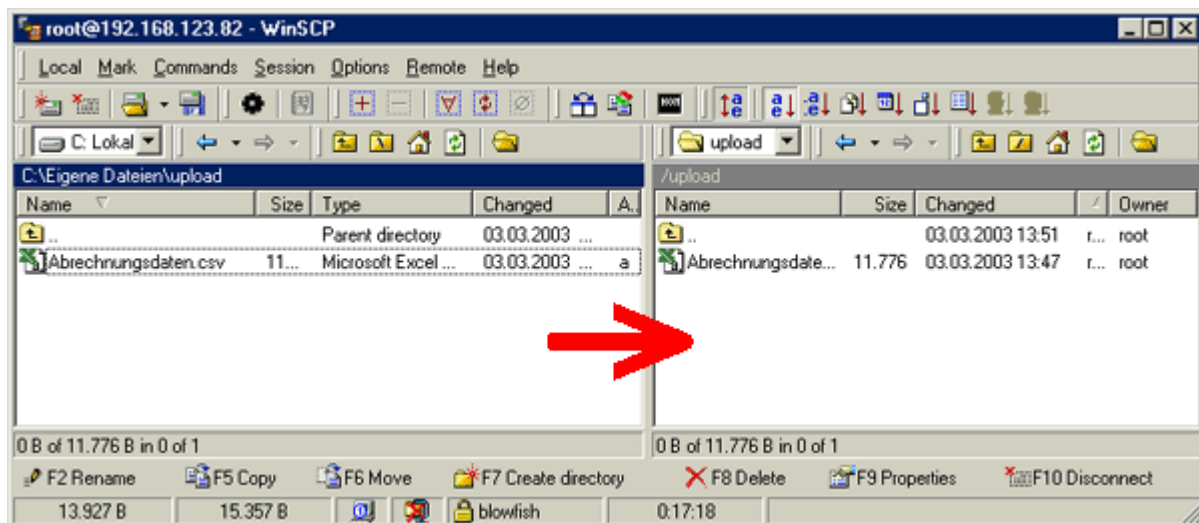 root@192.168.123.82 - WinSCP
Local Mark Commands Session Options Remote Help
C: Lokal upload
C:\Eigene Dateien\upload /upload
Name Size Type Changed A.. Name Size Changed Owner
.. Parent directory 03.03.2003 ... .. 03.03.2003 13:51 r... root
Abrechnungsdaten.csv 11... Microsoft Excel ... 03.03.2003 ... a Abrechnungsdate... 11.776 03.03.2003 13:47 r... root
0 B of 11.776 B in 0 of 1 0 B of 11.776 B in 0 of 1
F2 Rename F5 Copy F6 Move F7 Create directory F8 Delete F9 Properties F10 Disconnect
13.927 B 15.357 B blowfish 0:17:18